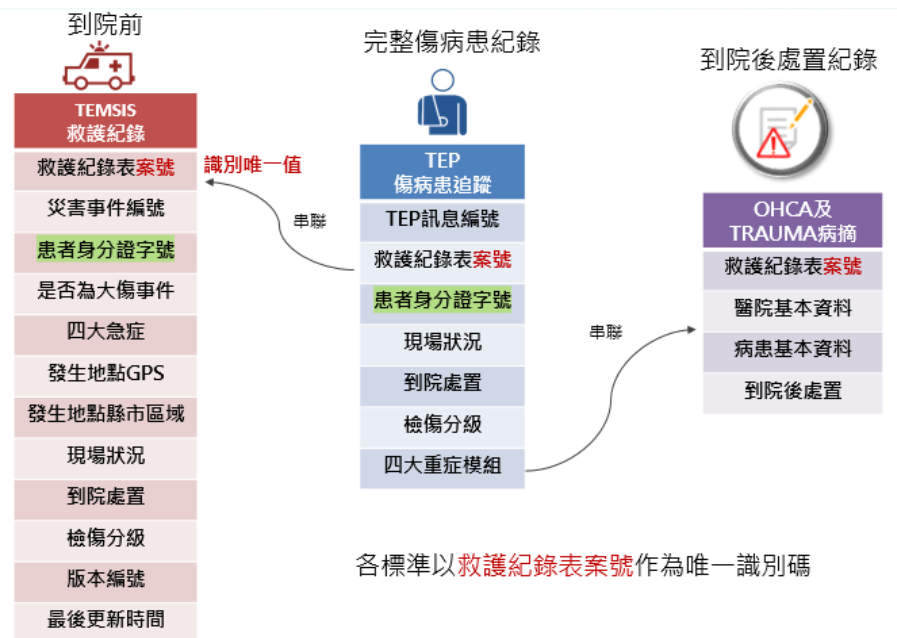 到院前
TEMSIS
救護紀錄
救護紀錄表案號
災害事件編號
患者身分證字號
是否為大傷事件
四大急症
發生地點GPS
發生地點縣市區域
現場狀況
到院處置
檢傷分級
版本編號
最後更新時間
識別唯一值
串聯
完整傷病患紀錄
TEP
傷病患追蹤
TEP訊息編號
救護紀錄表案號
患者身分證字號
現場狀況
到院處置
檢傷分級
四大重症模組
串聯
到院後處置紀錄
OHCA及
TRAUMA病摘
救護紀錄表案號
醫院基本資料
病患基本資料
到院後處置
各標準以救護紀錄表案號作為唯一識別碼